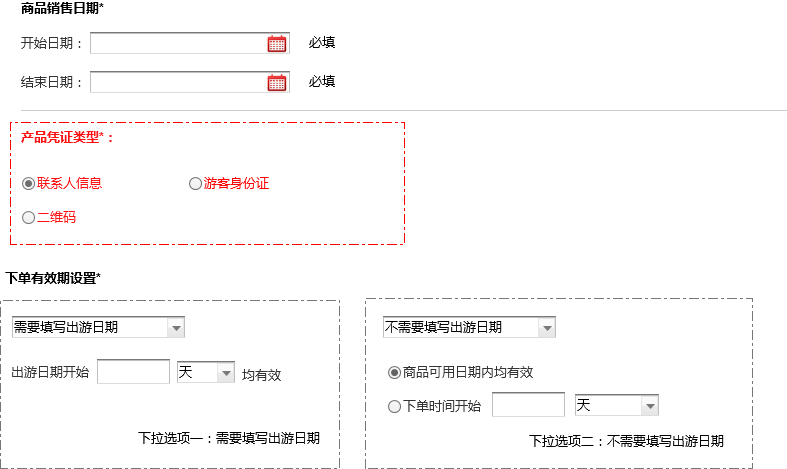 商品销售日期*
开始日期： 必填
结束日期： 必填
产品凭证类型*：
联系人信息 游客身份证
二维码
下单有效期设置*
需要填写出游日期
出游日期开始 天 均有效
下拉选项一：需要填写出游日期
不需要填写出游日期
商品可用日期内均有效
下单时间开始 天
下拉选项二：不需要填写出游日期